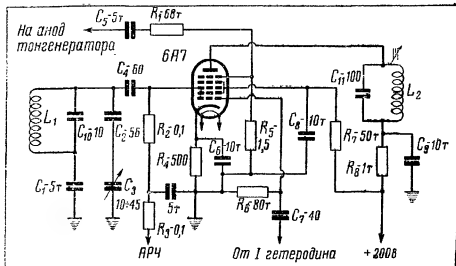 C₅-5т
R₁68т
На анод
тонгенератора
6А7
C₄-60
C₁₁-100
L₁
L₂
C₁₀-10
C₂-56
R₂-0,1
R₄-500
C₆-10т
R₅-
1,5
C₈-10т
R₇-50т
C₉-10т
R₈-1т
C₁-5т
C₃
10÷45
5т
R₆-80т
R₃-0,1
C₇-40
АРЧ
От I гетеродина
+200В